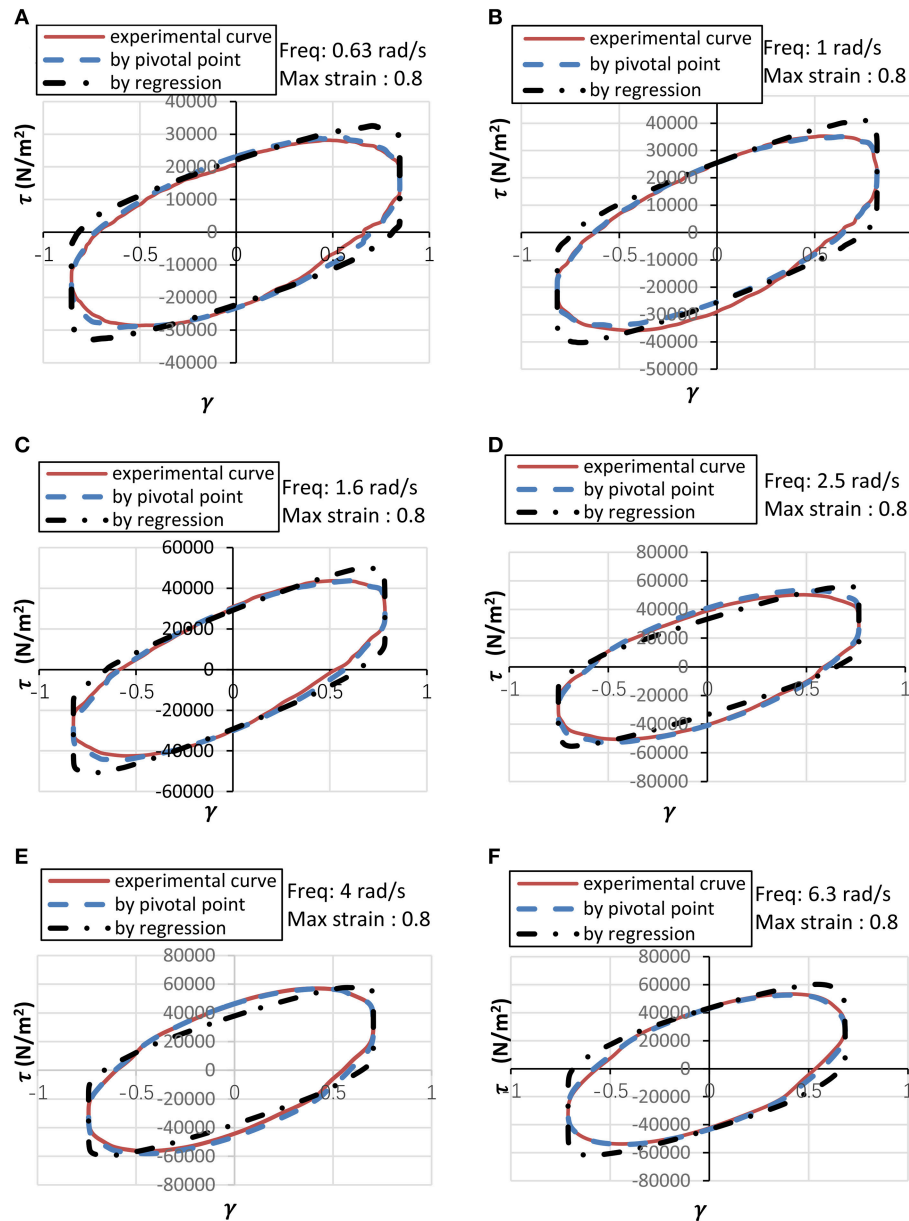 A
experimental curve
by pivotal point
by regression
Freq: 0.63 rad/s
Max strain : 0.8
τ (N/m²)
40000
30000
20000
10000
0
-10000
-20000
-30000
-40000
-1
-0.5
0
0.5
1
γ
B
experimental curve
by pivotal point
by regression
Freq: 1 rad/s
Max strain : 0.8
τ (N/m²)
40000
30000
20000
10000
0
-10000
-20000
-30000
-40000
-50000
-1
-0.5
0
0.5
γ
C
experimental curve
by pivotal point
by regression
Freq: 1.6 rad/s
Max strain : 0.8
τ (N/m²)
60000
40000
20000
0
-20000
-40000
-60000
-1
-0.5
0
0.5
1
γ
D
experimental curve
by pivotal point
by regression
Freq: 2.5 rad/s
Max strain : 0.8
τ (N/m²)
80000
60000
40000
20000
0
-20000
-40000
-60000
-80000
-1
-0.5
0
0.5
1
γ
E
experimental curve
by pivotal point
by regression
Freq: 4 rad/s
Max strain : 0.8
τ (N/m²)
80000
60000
40000
20000
0
-20000
-40000
-60000
-80000
-1
-0.5
0
0.5
1
γ
F
experimental cruve
by pivotal point
by regression
Freq: 6.3 rad/s
Max strain : 0.8
τ (N/m²)
80000
60000
40000
20000
0
-20000
-40000
-60000
-80000
-1
-0.5
0
0.5
1
γ